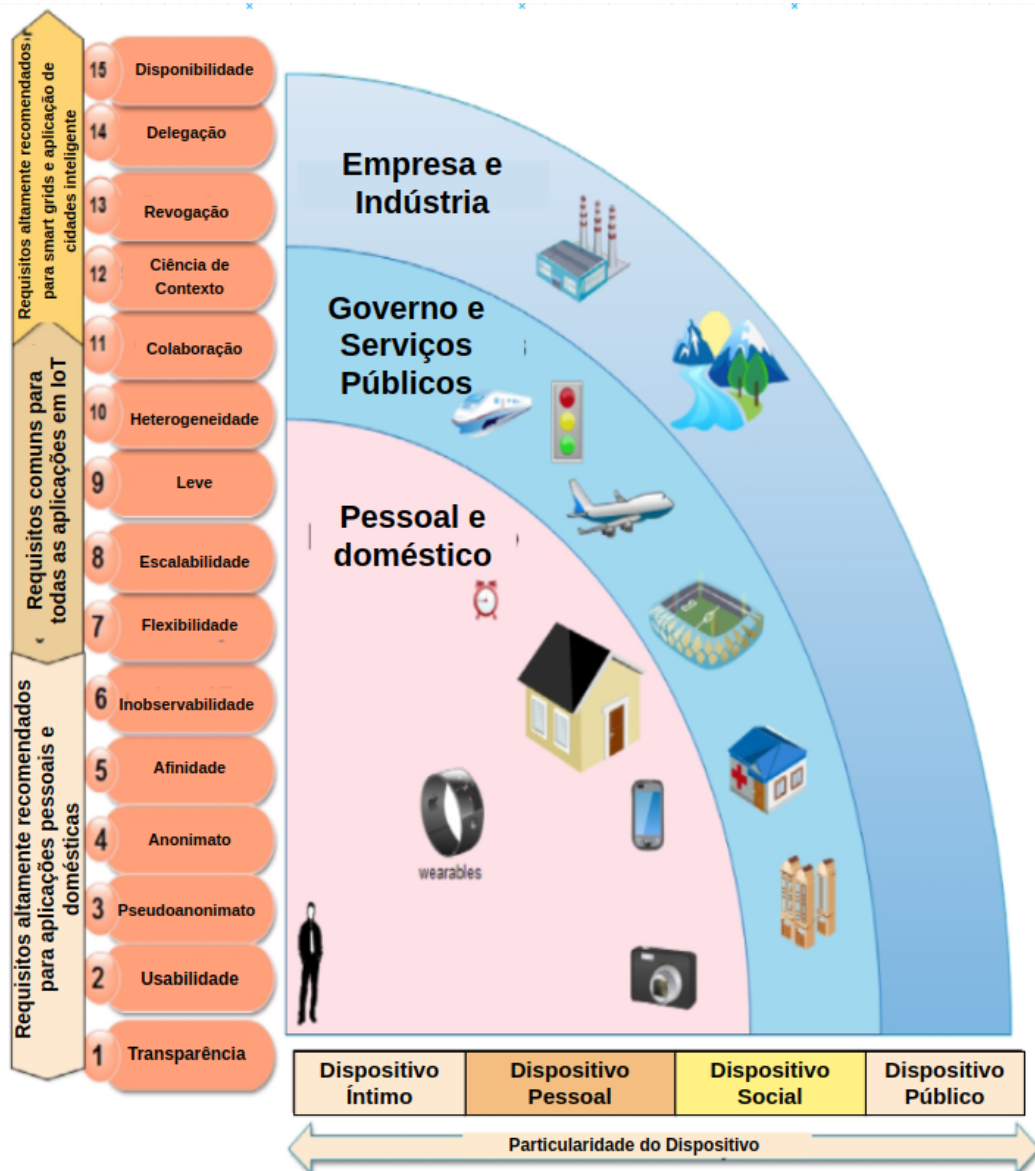 Requisitos altamente recomendados
para smart grids e aplicação de
cidades inteligente
Requisitos comuns para
todas as aplicações em IoT
Requisitos altamente recomendados
para aplicações pessoais e
domésticas
15
Disponibilidade
14
Delegação
13
Revogação
12
Ciência de
Contexto
11
Colaboração
10
Heterogeneidade
9
Leve
8
Escalabilidade
7
Flexibilidade
6
Inobservabilidade
5
Afinidade
4
Anonimato
3
Pseudoanonimato
2
Usabilidade
1
Transparência
Empresa e
Indústria
Governo e
Serviços
Públicos
Pessoal e
doméstico
wearables
Dispositivo
Íntimo
Dispositivo
Pessoal
Dispositivo
Social
Dispositivo
Público
Particularidade do Dispositivo